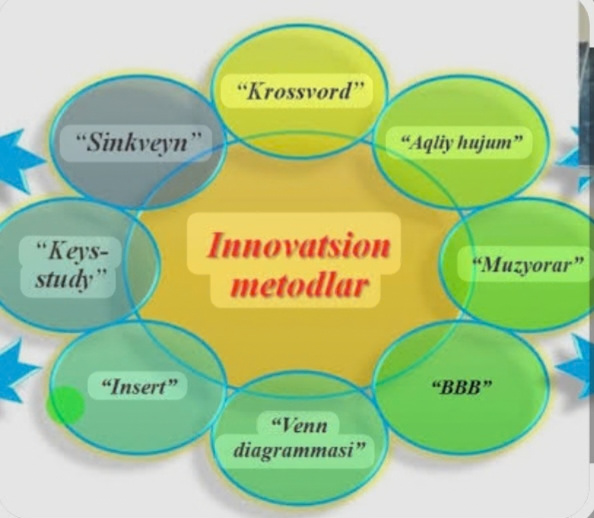 “Krossvord”
“Sinkveyn”
“Aqliy hujum”
“Keys-
study”
Innovatsion
metodlar
“Muzyorar”
“Insert”
“BBB”
“Venn
diagrammasi”